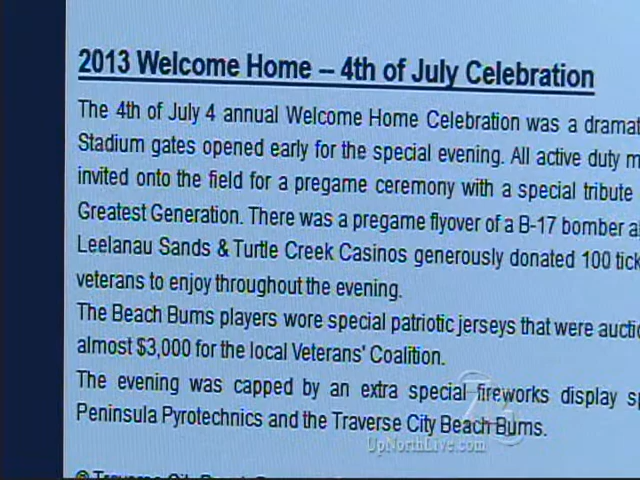 2013 Welcome Home – 4th of July Celebration
The 4th of July 4 annual Welcome Home Celebration was a
Stadium gates opened early for the special evening. All active duty
invited onto the field for a pregame ceremony with a special tribute
Greatest Generation. There was a pregame flyover of a B-17 bomber
Leelanau Sands & Turtle Creek Casinos generously donated 100
veterans to enjoy throughout the evening.
The Beach Bums players wore special patriotic jerseys that were
almost $3,000 for the local Veterans' Coalition.
The evening was capped by an extra special fireworks display
Peninsula Pyrotechnics and the Traverse City Beach Bums.
UpNorthLive.com